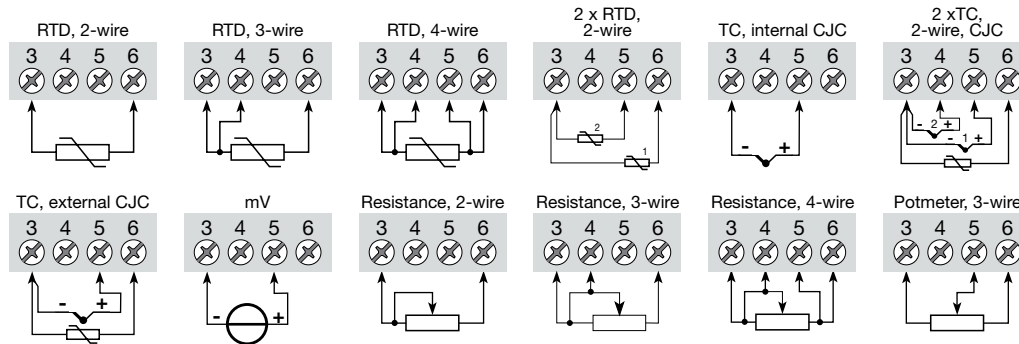 RTD, 2-wire
3 4 5 6
RTD, 3-wire
3 4 5 6
RTD, 4-wire
3 4 5 6
2 x RTD,
2-wire
3 4 5 6
2
1
TC, internal CJC
3 4 5 6
- +
2 xTC,
2-wire, CJC
3 4 5 6
- 2 +
- 1 +
TC, external CJC
3 4 5 6
- +
mV
3 4 5 6
- +
Resistance, 2-wire
3 4 5 6
Resistance, 3-wire
3 4 5 6
Resistance, 4-wire
3 4 5 6
Potmeter, 3-wire
3 4 5 6